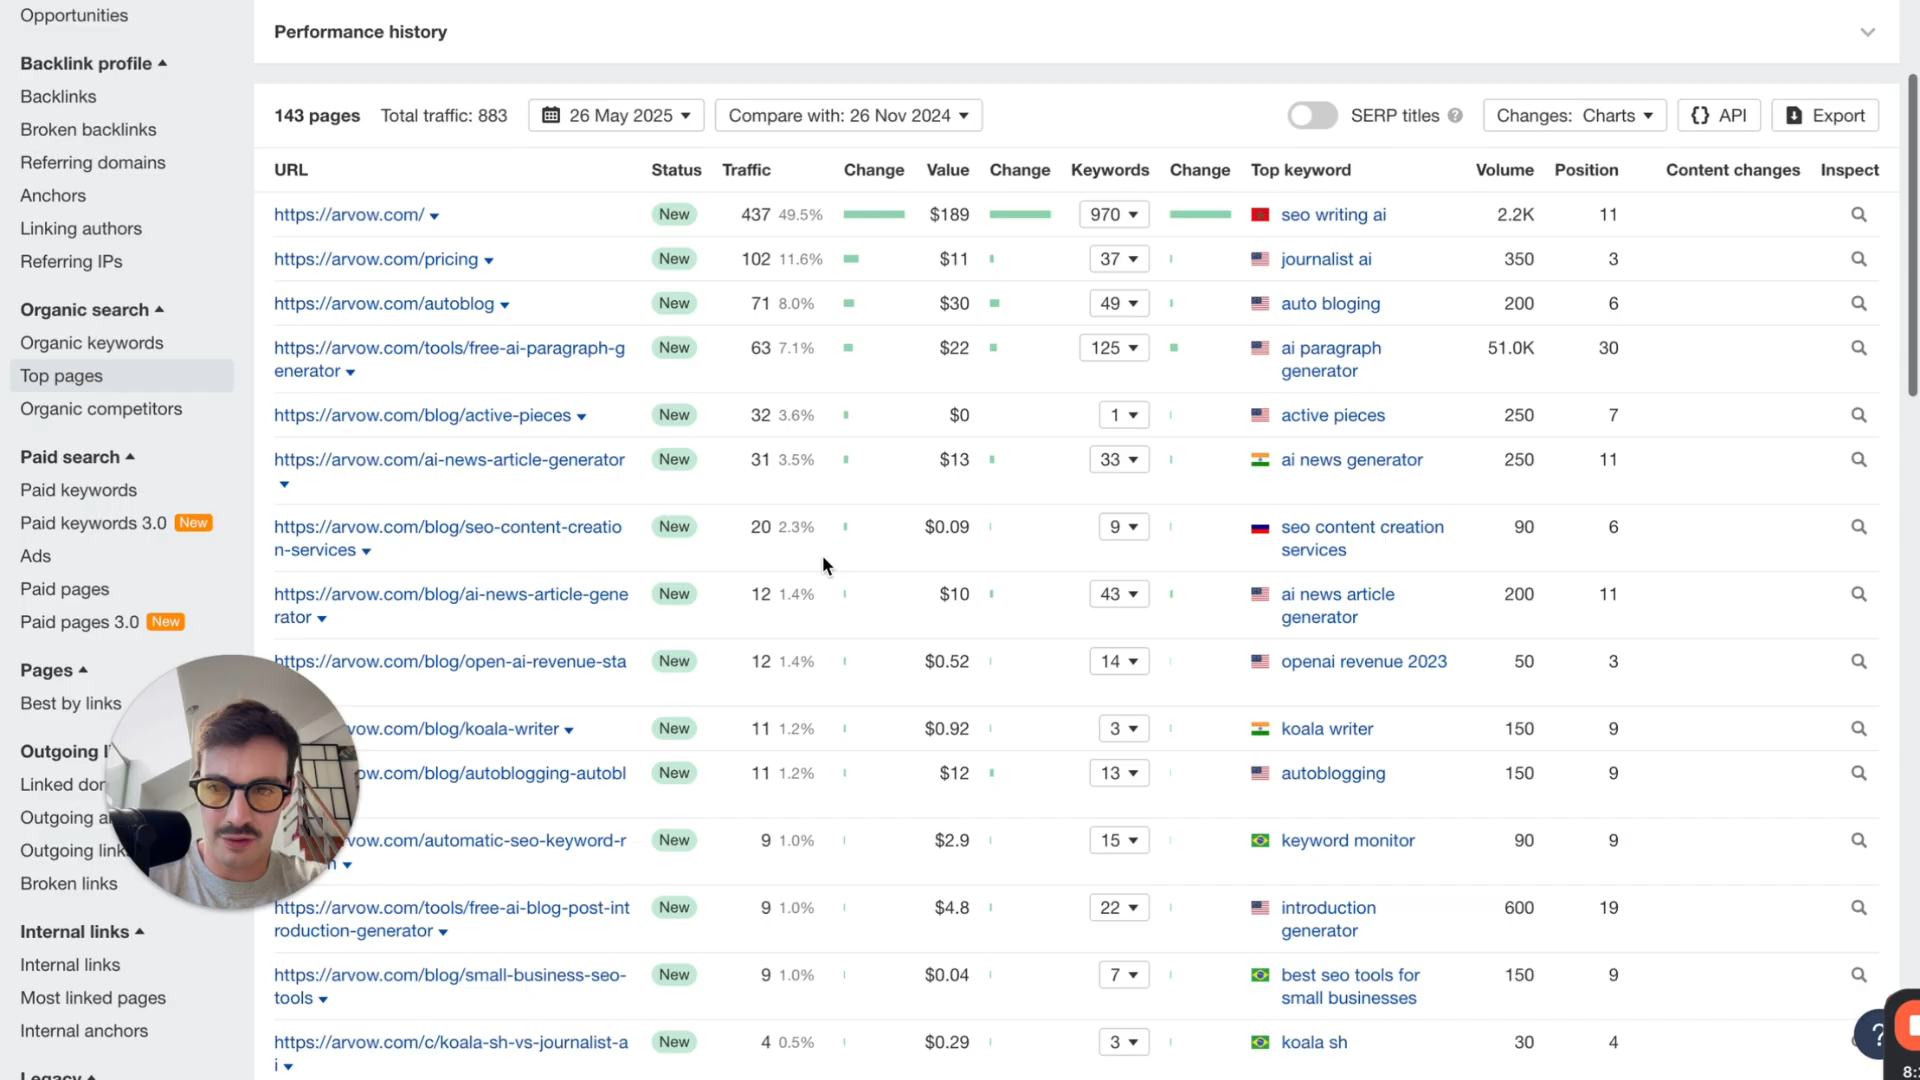 Opportunities
Backlink profile
Backlinks
Broken backlinks
Referring domains
Anchors
Linking authors
Referring IPs
Organic search
Organic keywords
Top pages
Organic competitors
Paid search
Paid keywords
Paid keywords 3.0 New
Ads
Paid pages
Paid pages 3.0 New
Pages
Best by links
Outgoing l
Linked dor
Outgoing a
Outgoing link
Broken links
Internal links
Internal links
Most linked pages
Internal anchors
Legacy
Performance history
143 pages Total traffic: 883 26 May 2025 Compare with: 26 Nov 2024 SERP titles ? Changes: Charts {} API Export
URL Status Traffic Change Value Change Keywords Change Top keyword Volume Position Content changes Inspect
https://arvow.com/ New 437 49.5% $189 970 seo writing ai 2.2K 11
https://arvow.com/pricing New 102 11.6% $11 37 journalist ai 350 3
https://arvow.com/autoblog New 71 8.0% $30 49 auto bloging 200 6
https://arvow.com/tools/free-ai-paragraph-g New 63 7.1% $22 125 ai paragraph 51.0K 30
enerator generator
https://arvow.com/blog/active-pieces New 32 3.6% $0 1 active pieces 250 7
https://arvow.com/ai-news-article-generator New 31 3.5% $13 33 ai news generator 250 11
https://arvow.com/blog/seo-content-creatio New 20 2.3% $0.09 9 seo content creation 90 6
n-services services
https://arvow.com/blog/ai-news-article-gene New 12 1.4% $10 43 ai news article 200 11
rator generator
https://arvow.com/blog/open-ai-revenue-sta New 12 1.4% $0.52 14 openai revenue 2023 50 3
vow.com/blog/koala-writer New 11 1.2% $0.92 3 koala writer 150 9
ow.com/blog/autoblogging-autobl New 11 1.2% $12 13 autoblogging 150 9
vow.com/automatic-seo-keyword-r New 9 1.0% $2.9 15 keyword monitor 90 9
https://arvow.com/tools/free-ai-blog-post-int New 9 1.0% $4.8 22 introduction 600 19
roduction-generator generator
https://arvow.com/blog/small-business-seo- New 9 1.0% $0.04 7 best seo tools for 150 9
tools small businesses
https://arvow.com/c/koala-sh-vs-journalist-a New 4 0.5% $0.29 3 koala sh 30 4
i
?